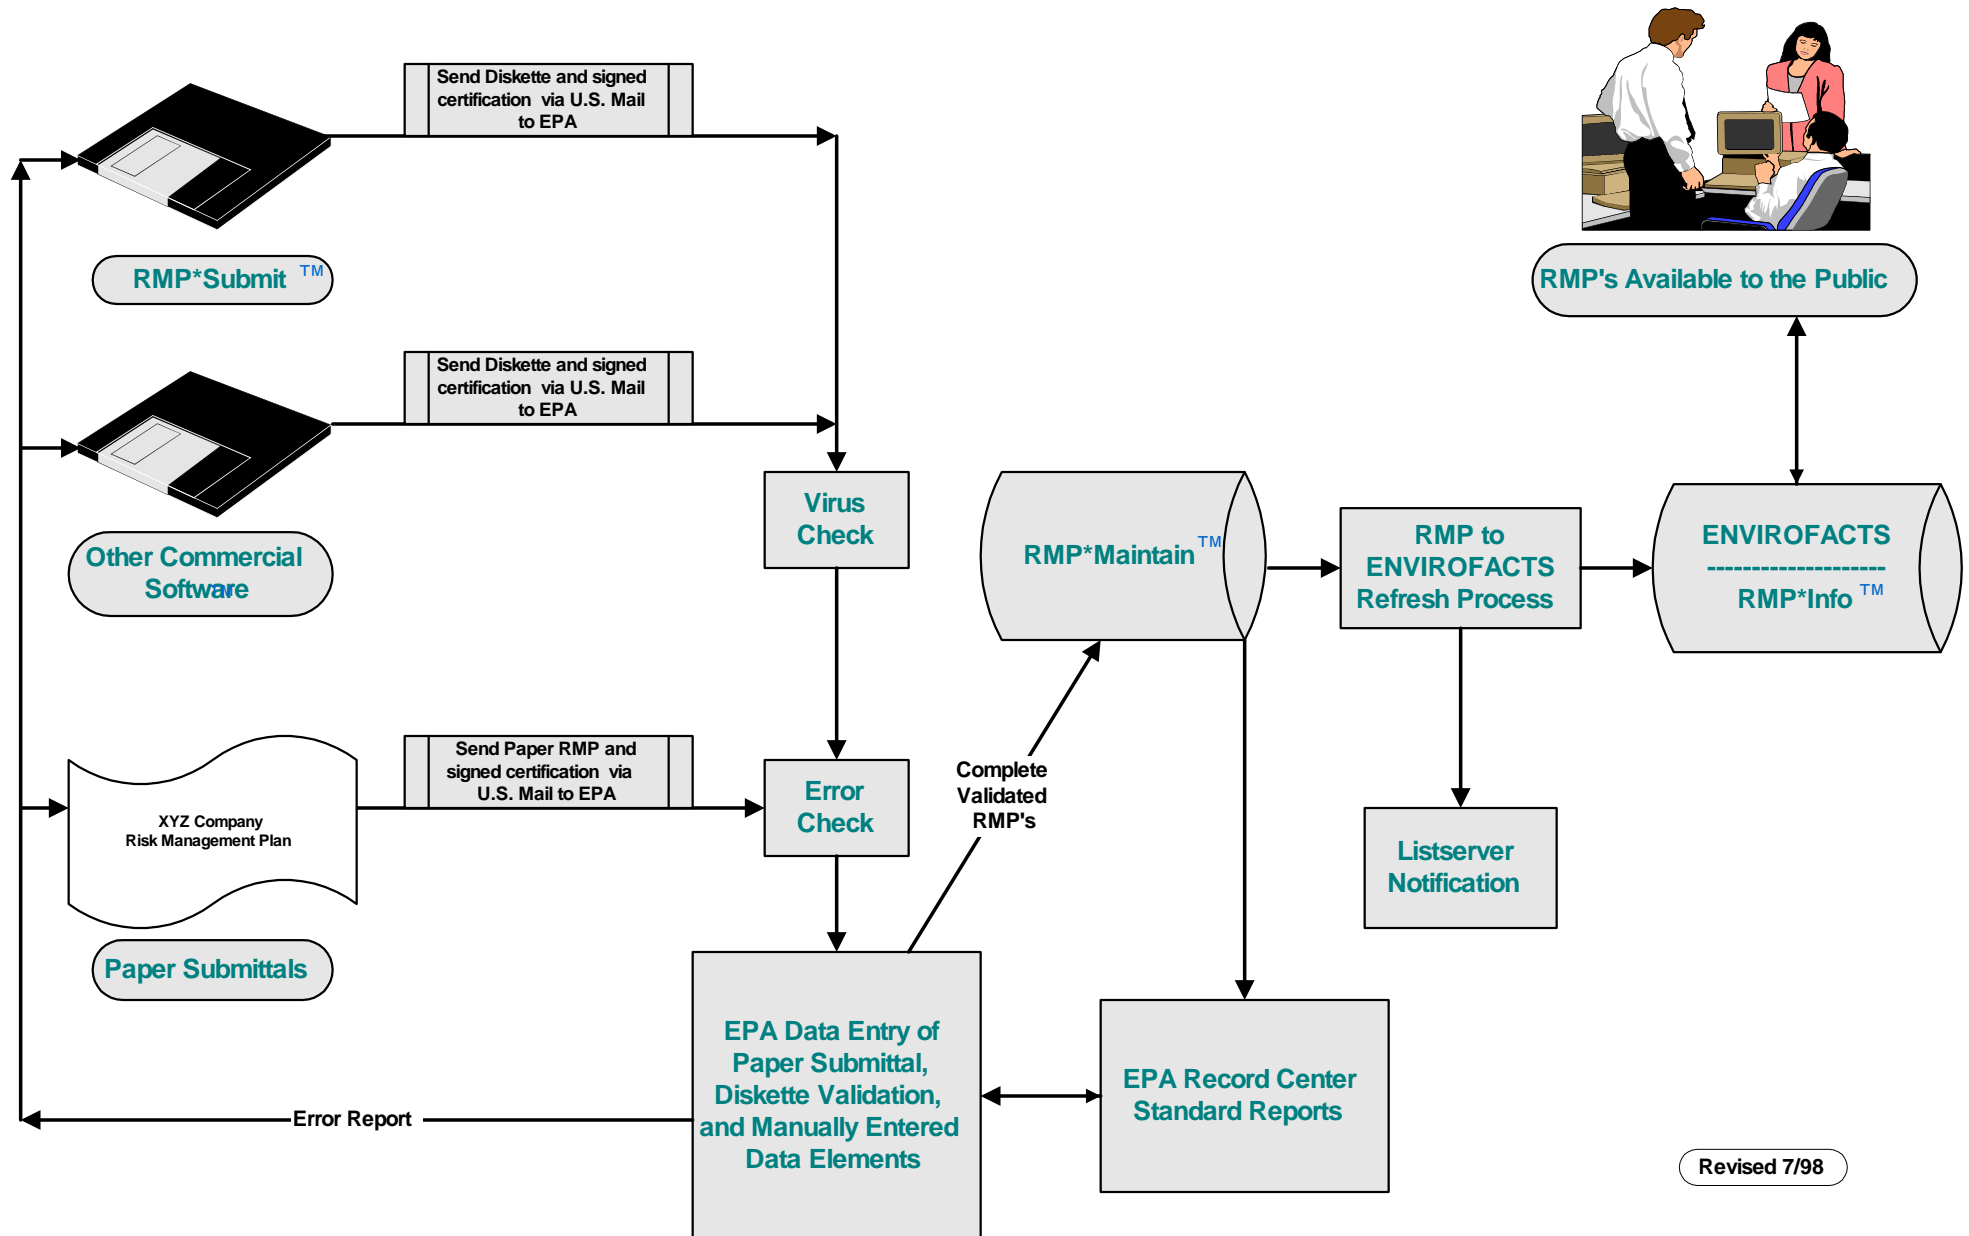 Send Diskette and signed
certification via U.S. Mail
to EPA
RMP*Submit ™
RMP's Available to the Public
Send Diskette and signed
certification via U.S. Mail
to EPA
Other Commercial
Software
™
Virus
Check
RMP*Maintain ™
RMP to
ENVIROFACTS
Refresh Process
ENVIROFACTS
--------------------
RMP*Info ™
Send Paper RMP and
signed certification via
U.S. Mail to EPA
XYZ Company
Risk Management Plan
Error
Check
Complete
Validated
RMP's
Listserver
Notification
Paper Submittals
EPA Data Entry of
Paper Submittal,
Diskette Validation,
and Manually Entered
Data Elements
EPA Record Center
Standard Reports
Error Report
Revised 7/98